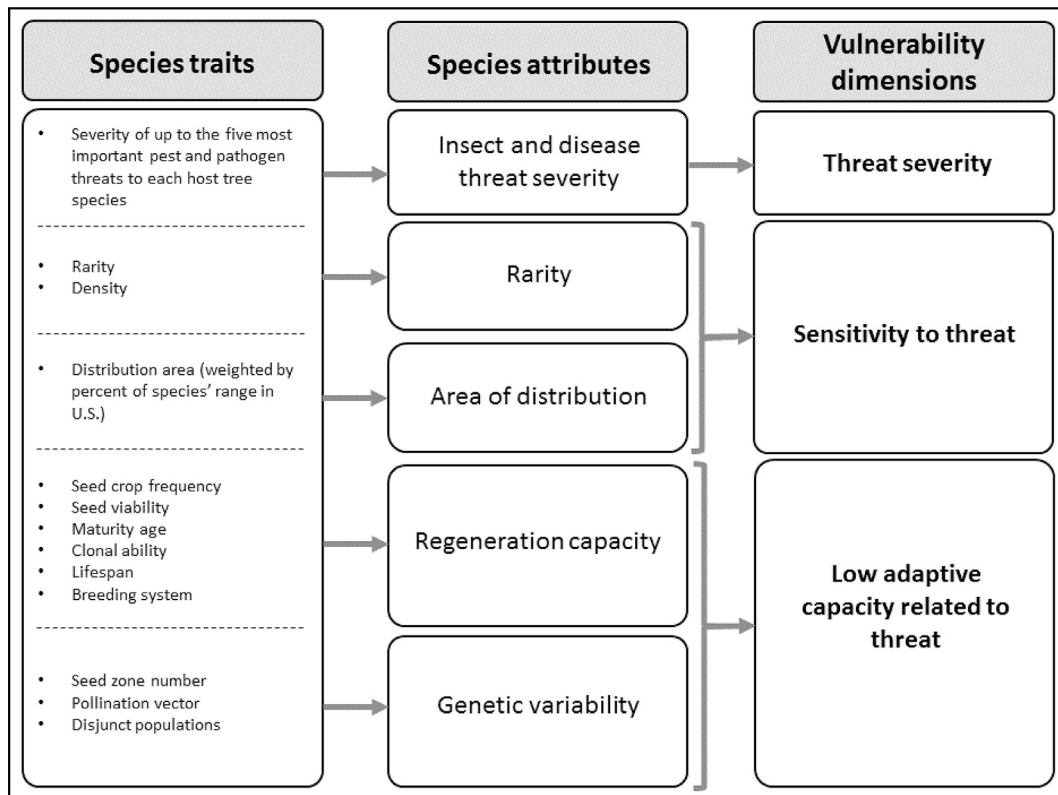 Species traits
• Severity of up to the five most
important pest and pathogen
threats to each host tree
species
• Rarity
• Density
• Distribution area (weighted by
percent of species’ range in
U.S.)
• Seed crop frequency
• Seed viability
• Maturity age
• Clonal ability
• Lifespan
• Breeding system
• Seed zone number
• Pollination vector
• Disjunct populations
Species attributes
Insect and disease
threat severity
Rarity
Area of distribution
Regeneration capacity
Genetic variability
Vulnerability
dimensions
Threat severity
Sensitivity to threat
Low adaptive
capacity related to
threat